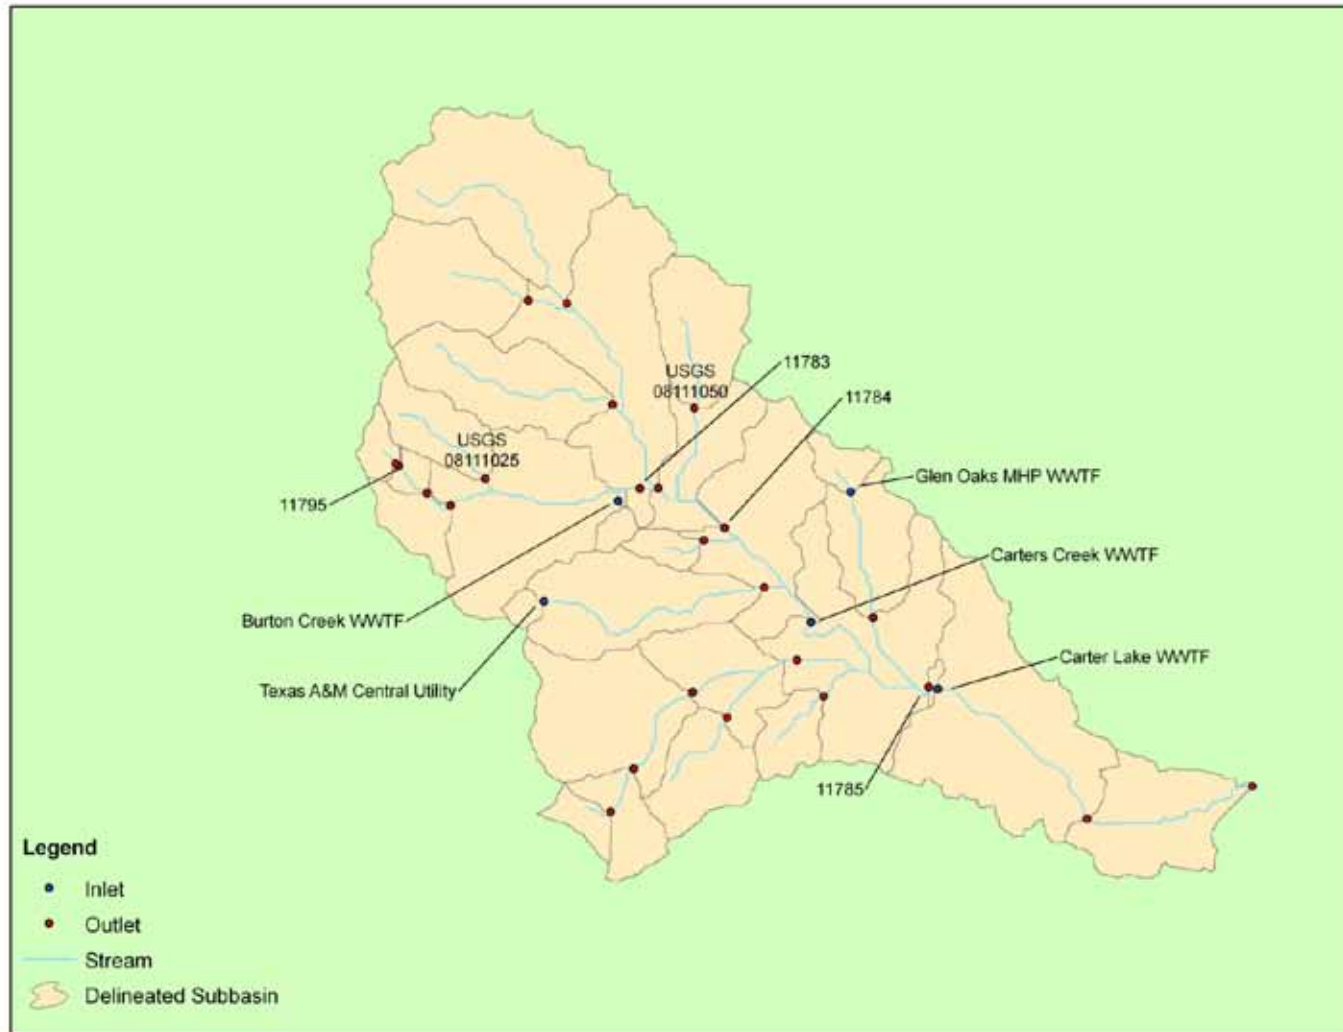 11783
USGS
08111050
11784
USGS
08111025
Glen Oaks MHP WWTF
11795
Carters Creek WWTF
Burton Creek WWTF
Carter Lake WWTF
Texas A&M Central Utility
11785
Legend
Inlet
Outlet
Stream
Delineated Subbasin